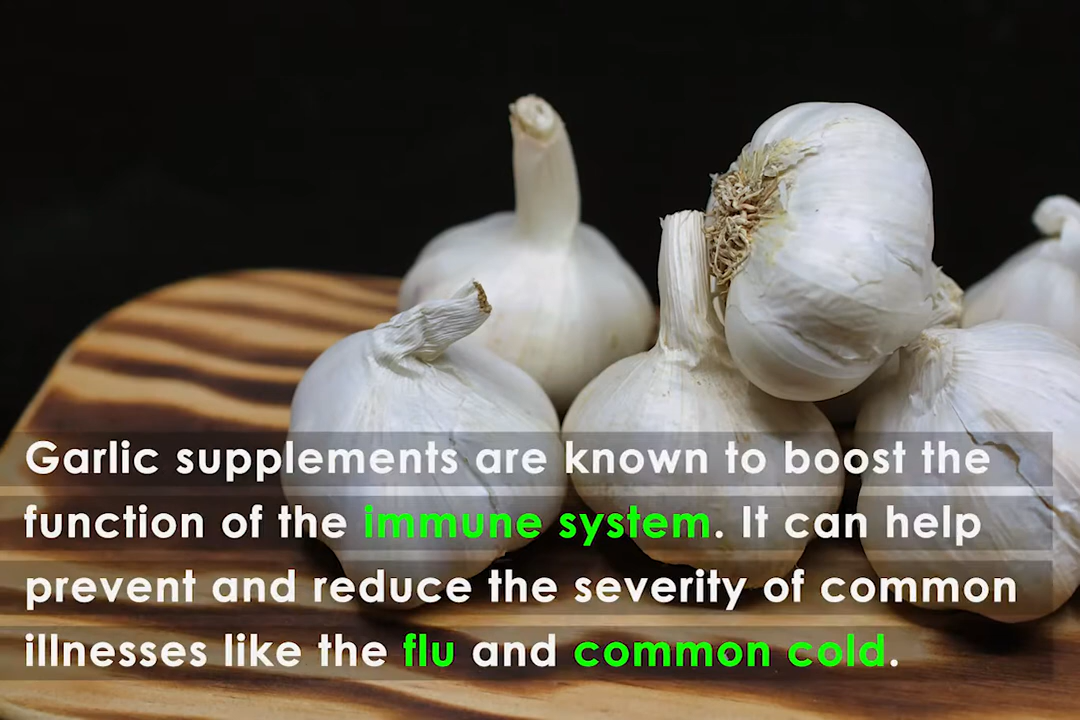 Garlic supplements are known to boost the
function of the immune system. It can help
prevent and reduce the severity of common
illnesses like the flu and common cold.